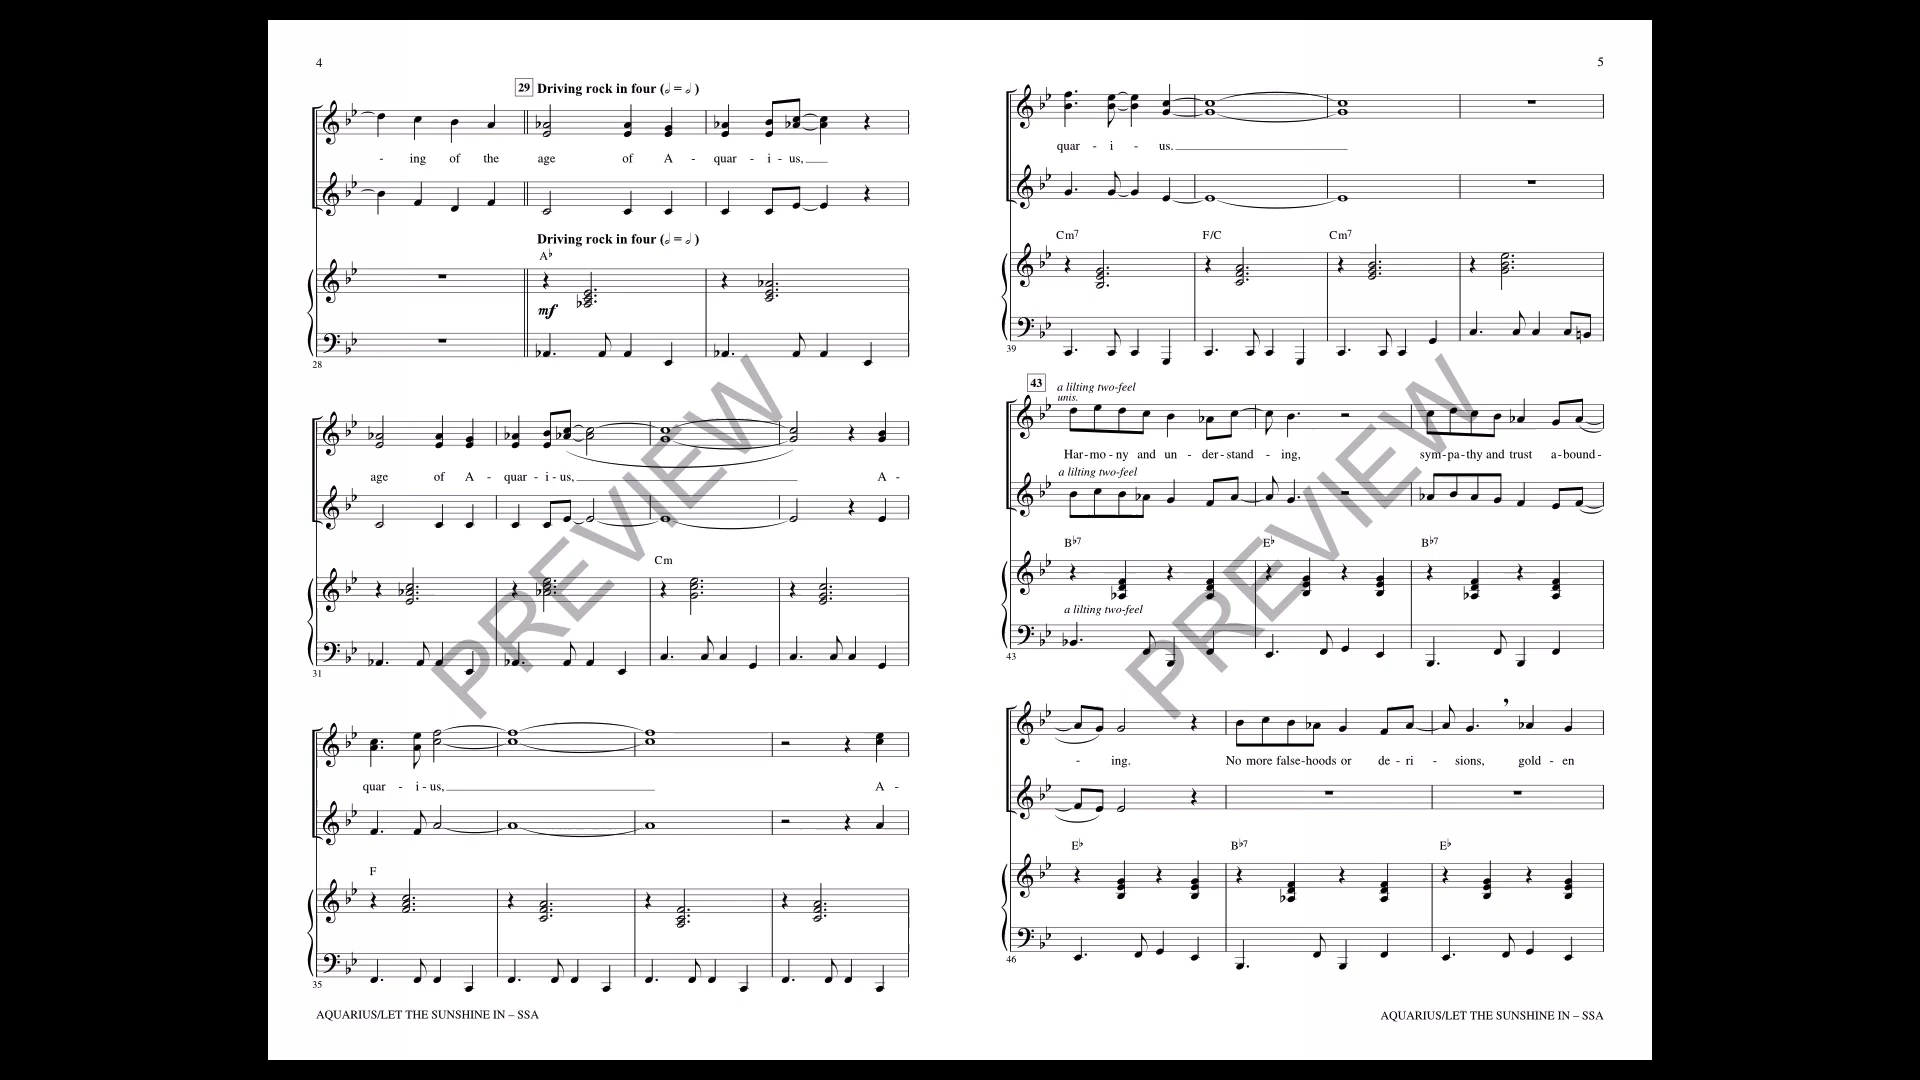 4
29 Driving rock in four (𝅗𝅥 = 𝅗𝅥 )
- ing of the age of A - quar - i - us,
Driving rock in four (𝅗𝅥 = 𝅗𝅥 )
A♭
mf
28
age of A - quar - i - us, A -
Cm
31
quar - i - us, A -
F
35
AQUARIUS/LET THE SUNSHINE IN – SSA
5
quar - i - us.
Cm7 F/C Cm7
39
43 a lilting two-feel
unis.
Har - mo - ny and un - der - stand - ing, sym - pa - thy and trust a - bound -
a lilting two-feel
B♭7 E♭ B♭7
a lilting two-feel
43
- ing. No more false - hoods or de - ri - sions, gold - en
E♭ B♭7 E♭
46
AQUARIUS/LET THE SUNSHINE IN – SSA
PREVIEW
PREVIEW